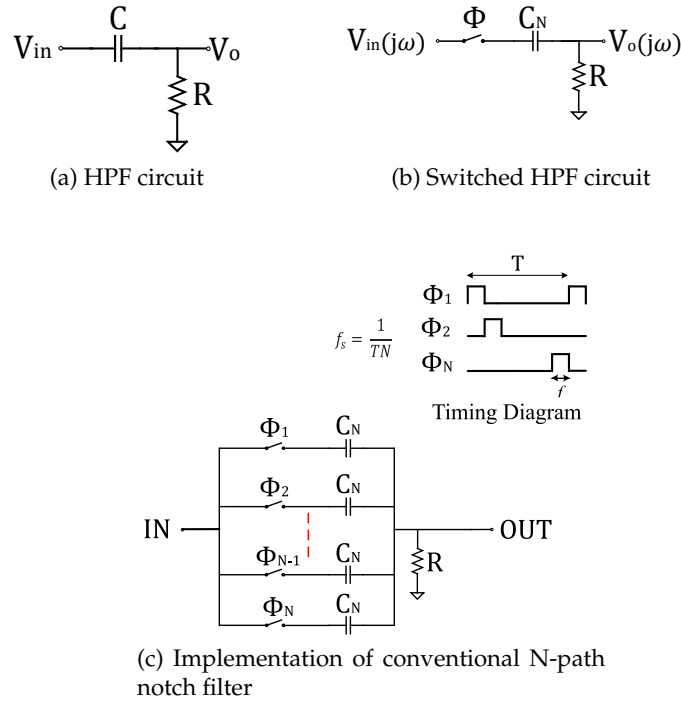 C
Vin
Vo
R
(a) HPF circuit
Φ
CN
Vin(jω)
Vo(jω)
R
(b) Switched HPF circuit
T
Φ1
Φ2
ΦN
fs = 1/TN
f
Timing Diagram
Φ1 CN
Φ2 CN
IN
OUT
ΦN-1 CN
R
ΦN CN
(c) Implementation of conventional N-path
notch filter